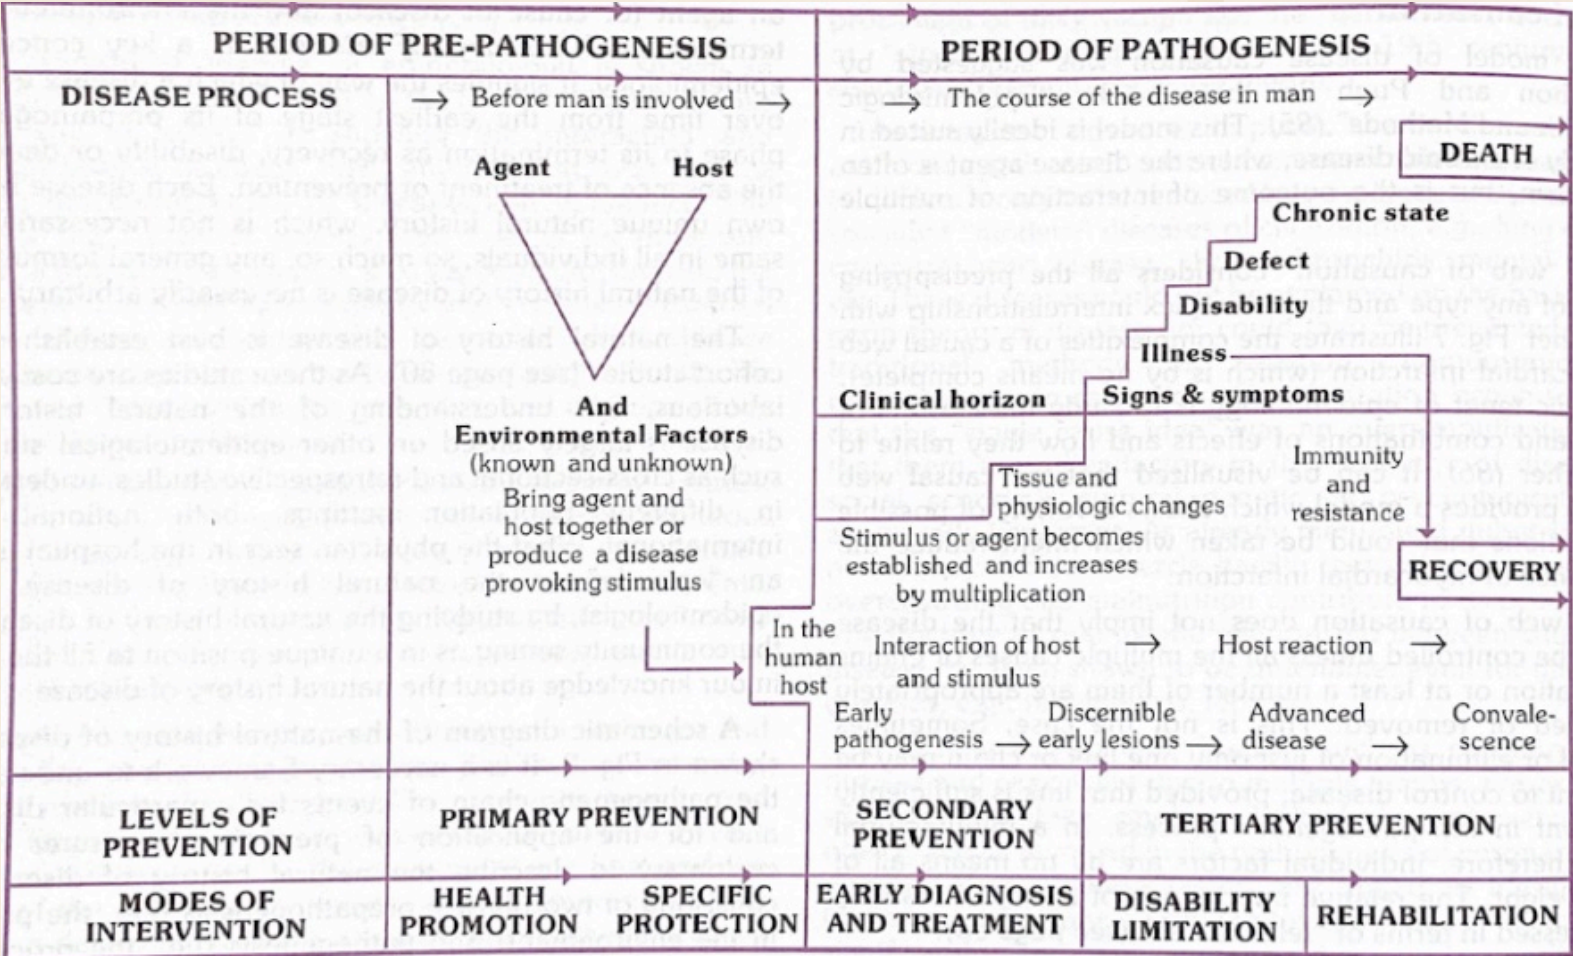 PERIOD OF PRE-PATHOGENESIS
PERIOD OF PATHOGENESIS
DISEASE PROCESS
Before man is involved
The course of the disease in man
DEATH
Agent
Host
Chronic state
Defect
Disability
Illness
Signs & symptoms
Clinical horizon
And
Environmental Factors
(known and unknown)
Bring agent and
host together or
produce a disease
provoking stimulus
Immunity
and
resistance
Tissue and
physiologic changes
Stimulus or agent becomes
established and increases
by multiplication
RECOVERY
In the
human
host
Interaction of host
and stimulus
Host reaction
Early
pathogenesis
Discernible
early lesions
Advanced
disease
Convale-
scence
LEVELS OF
PREVENTION
PRIMARY PREVENTION
SECONDARY
PREVENTION
TERTIARY PREVENTION
MODES OF
INTERVENTION
HEALTH
PROMOTION
SPECIFIC
PROTECTION
EARLY DIAGNOSIS
AND TREATMENT
DISABILITY
LIMITATION
REHABILITATION